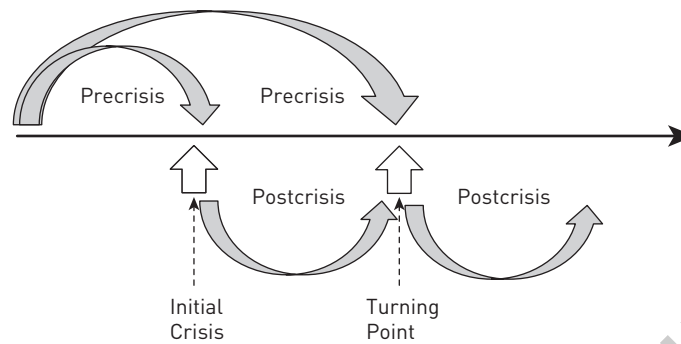 Precrisis
Precrisis
Postcrisis
Postcrisis
Initial
Crisis
Turning
Point